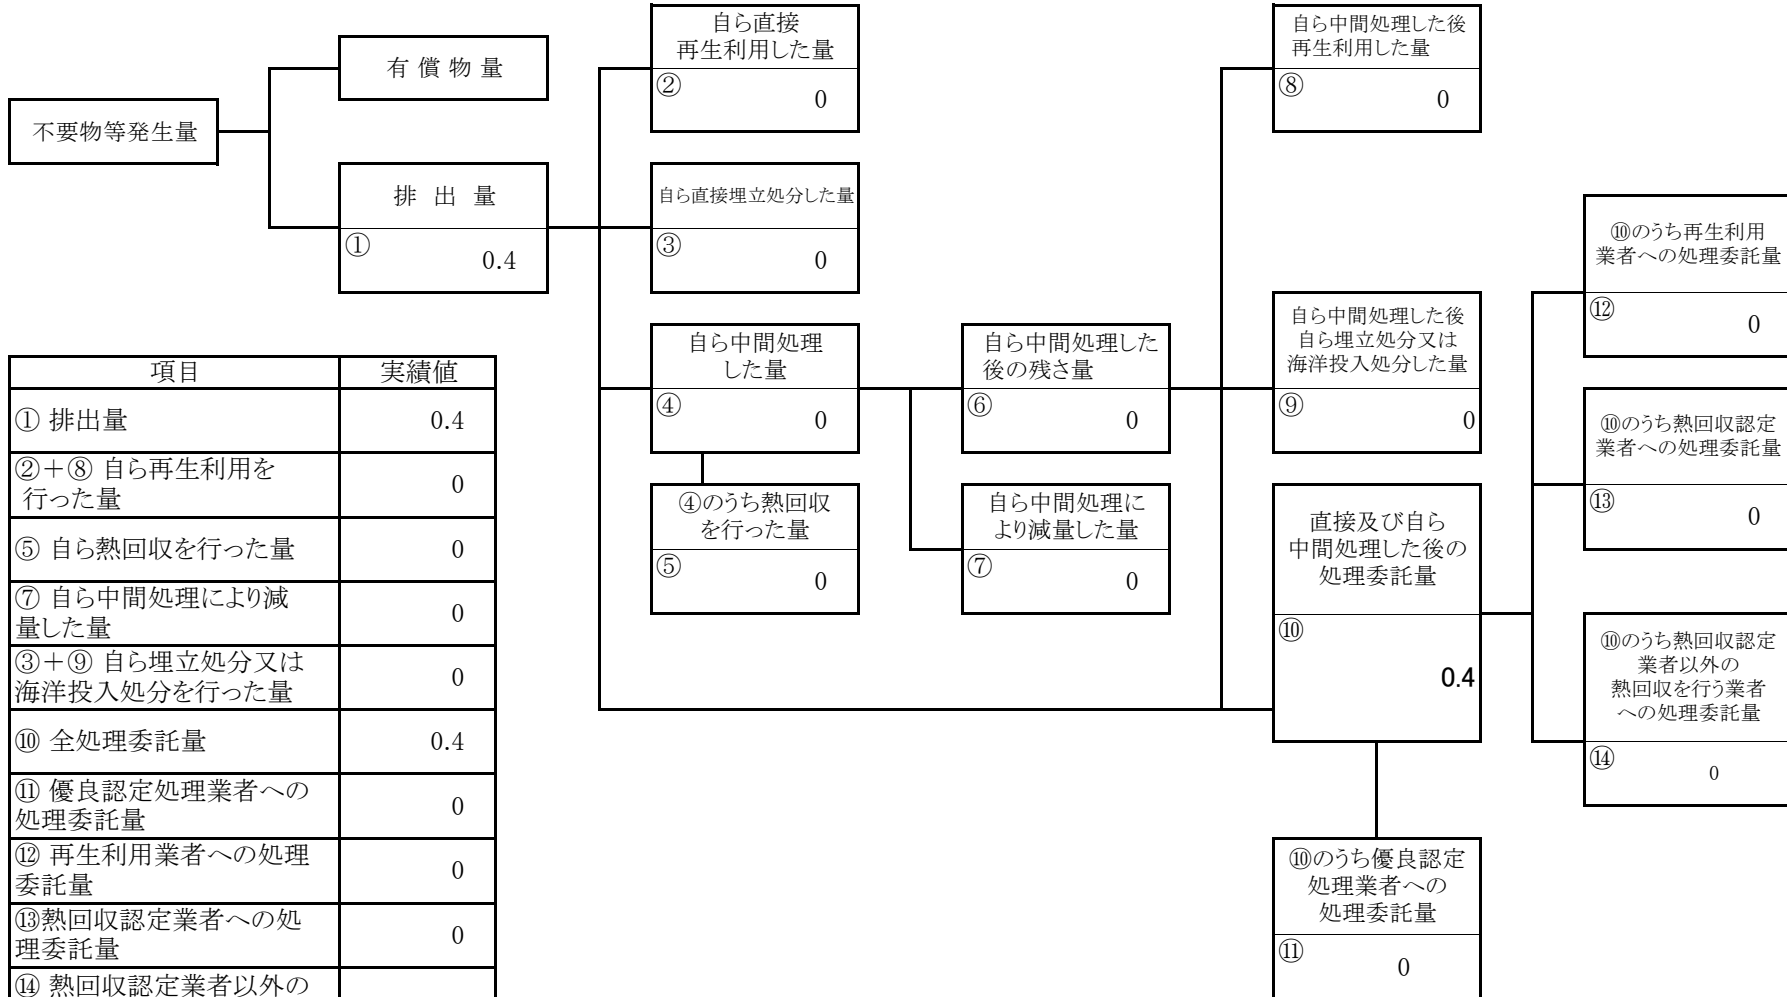 不要物等発生量
有 償 物 量
排 出 量
①
0.4
自ら直接
再生利用した量
②
0
自ら直接埋立処分した量
③
0
自ら中間処理
した量
④
0
④のうち熱回収
を行った量
⑤
0
自ら中間処理した
後の残さ量
⑥
0
自ら中間処理に
より減量した量
⑦
0
自ら中間処理した後
再生利用した量
⑧
0
自ら中間処理した後
自ら埋立処分又は
海洋投入処分した量
⑨
0
直接及び自ら
中間処理した後の
処理委託量
⑩
0.4
⑩のうち優良認定
処理業者への
処理委託量
⑪
0
⑩のうち再生利用
業者への処理委託量
⑫
0
⑩のうち熱回収認定
業者への処理委託量
⑬
0
⑩のうち熱回収認定
業者以外の
熱回収を行う業者
への処理委託量
⑭
0
項目 実績値
① 排出量 0.4
②+⑧ 自ら再生利用を
行った量 0
⑤ 自ら熱回収を行った量 0
⑦ 自ら中間処理により減
量した量 0
③+⑨ 自ら埋立処分又は
海洋投入処分を行った量 0
⑩ 全処理委託量 0.4
⑪ 優良認定処理業者への
処理委託量 0
⑫ 再生利用業者への処理
委託量 0
⑬熱回収認定業者への処
理委託量 0
⑭ 熱回収認定業者以外の